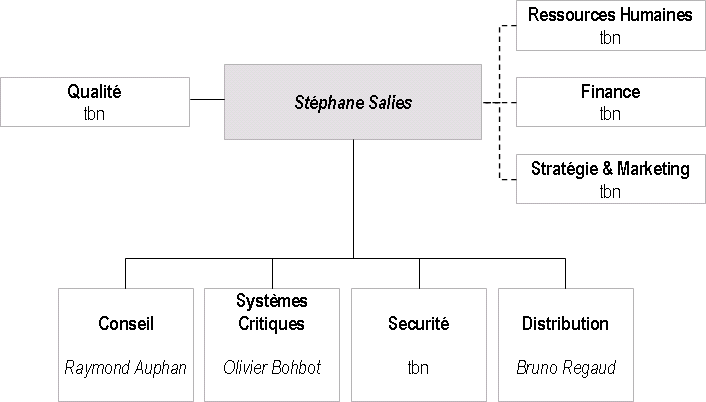 Ressources Humaines
tbn
Qualité
tbn
Stéphane Salies
Finance
tbn
Stratégie & Marketing
tbn
Conseil
Raymond Auphan
Systèmes
Critiques
Olivier Bohbot
Securité
tbn
Distribution
Bruno Regaud